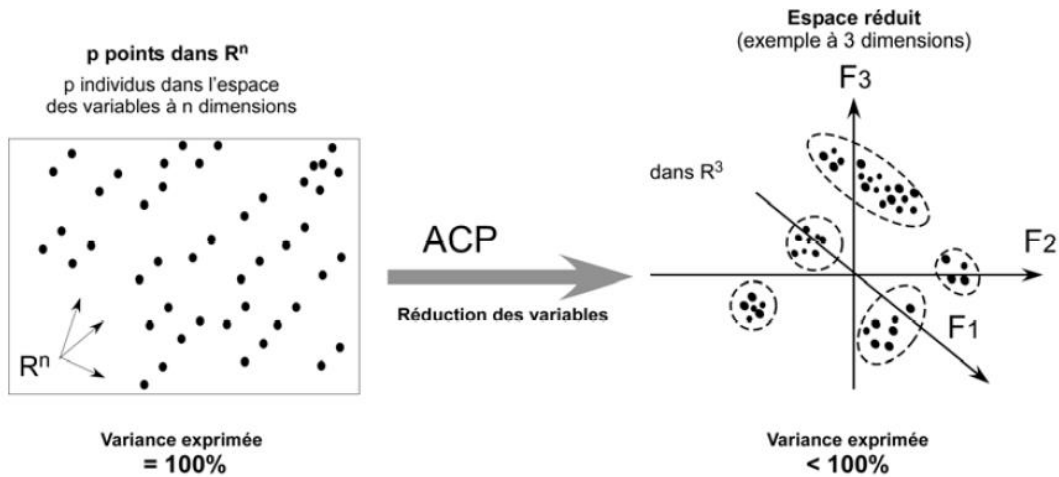 p points dans Rⁿ
p individus dans l'espace
des variables à n dimensions
Rⁿ
Variance exprimée
= 100%
ACP
Réduction des variables
Espace réduit
(exemple à 3 dimensions)
F3
dans R³
F2
F1
Variance exprimée
< 100%